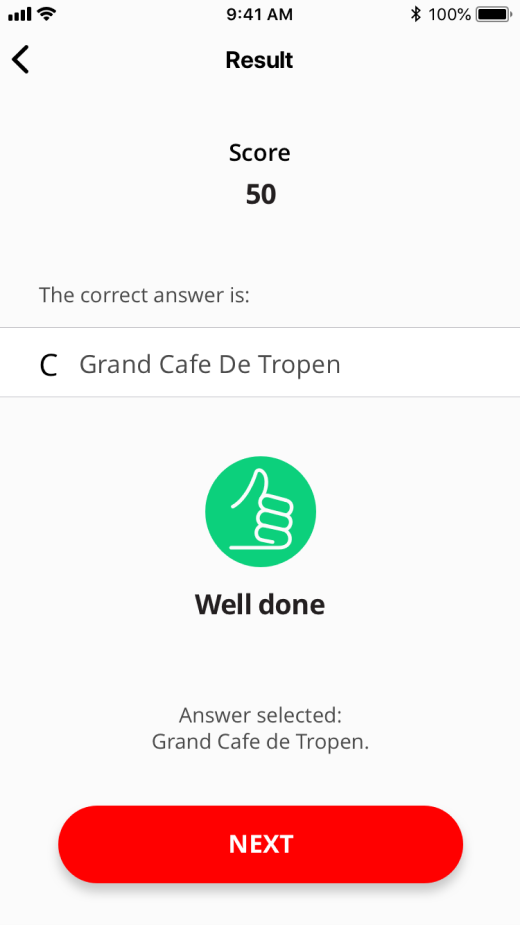 9:41 AM
100%
Result
Score
50
The correct answer is:
C Grand Cafe De Tropen
Well done
Answer selected:
Grand Cafe de Tropen.
NEXT